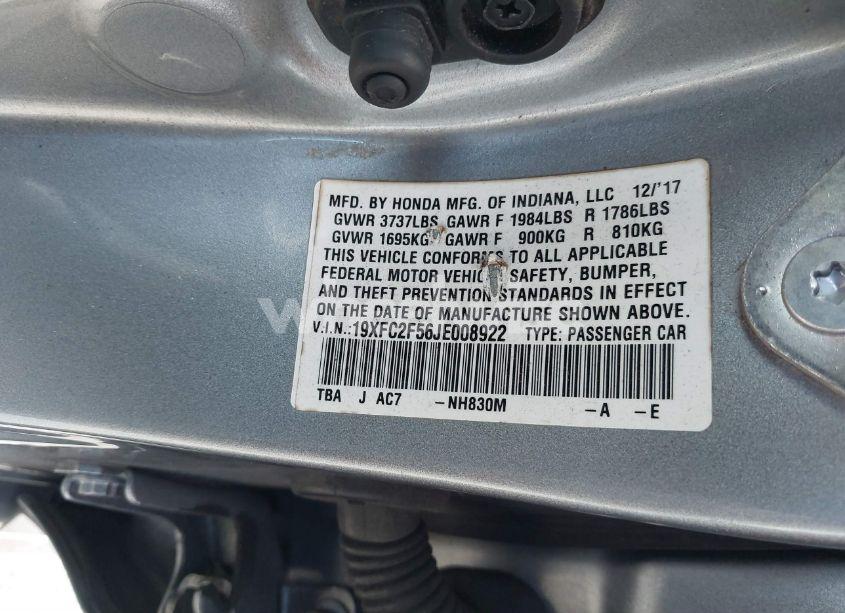 MFD. BY HONDA MFG. OF INDIANA, LLC 12/'17
GVWR 3737LBS GAWR F 1984LBS R 1786LBS
GVWR 1695KG GAWR F 900KG R 810KG
THIS VEHICLE CONFORMS TO ALL APPLICABLE
FEDERAL MOTOR VEHICLE SAFETY, BUMPER,
AND THEFT PREVENTION STANDARDS IN EFFECT
ON THE DATE OF MANUFACTURE SHOWN ABOVE.
V.I.N.:19XFC2F56JE008922 TYPE: PASSENGER CAR
TBA J AC7 -NH830M -A -E